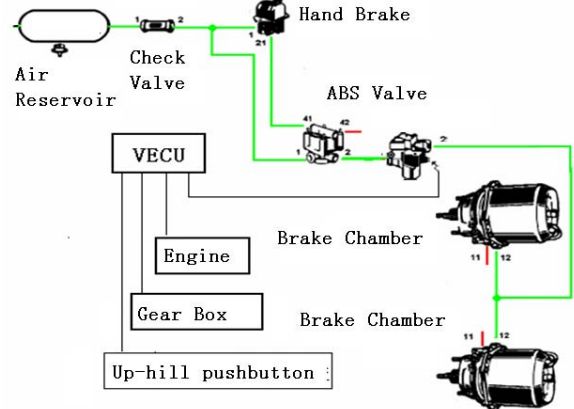 Hand Brake
1
2
1
21
Air
Reservoir
Check
Valve
ABS Valve
41
42
1
2
VECU
Brake Chamber
11
12
Engine
Gear Box
Brake Chamber
11
12
Up-hill pushbutton